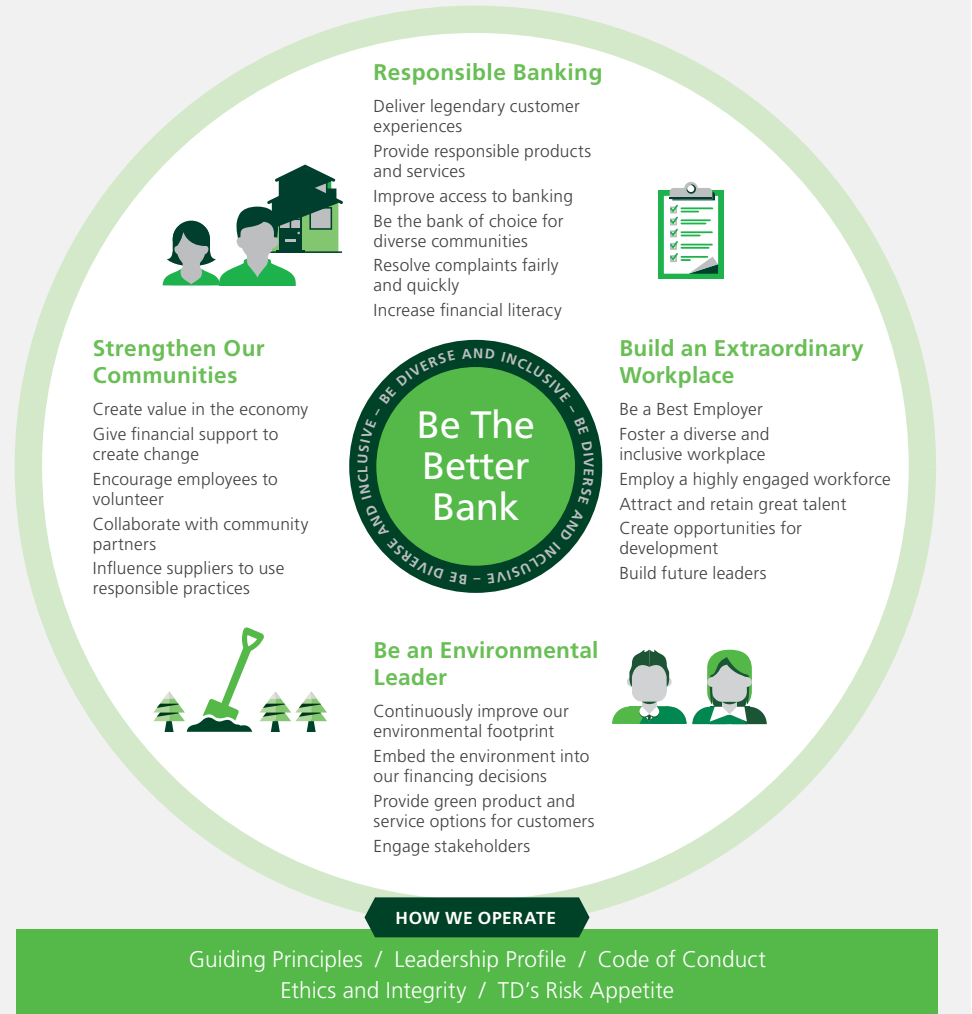 Responsible Banking
Deliver legendary customer
experiences
Provide responsible products
and services
Improve access to banking
Be the bank of choice for
diverse communities
Resolve complaints fairly
and quickly
Increase financial literacy
Strengthen Our
Communities
Create value in the economy
Give financial support to
create change
Encourage employees to
volunteer
Collaborate with community
partners
Influence suppliers to use
responsible practices
BE DIVERSE AND INCLUSIVE – BE DIVERSE AND INCLUSIVE – BE DIVERSE AND INCLUSIVE –
Be The
Better
Bank
Build an Extraordinary
Workplace
Be a Best Employer
Foster a diverse and
inclusive workplace
Employ a highly engaged workforce
Attract and retain great talent
Create opportunities for
development
Build future leaders
Be an Environmental
Leader
Continuously improve our
environmental footprint
Embed the environment into
our financing decisions
Provide green product and
service options for customers
Engage stakeholders
HOW WE OPERATE
Guiding Principles / Leadership Profile / Code of Conduct
Ethics and Integrity / TD's Risk Appetite